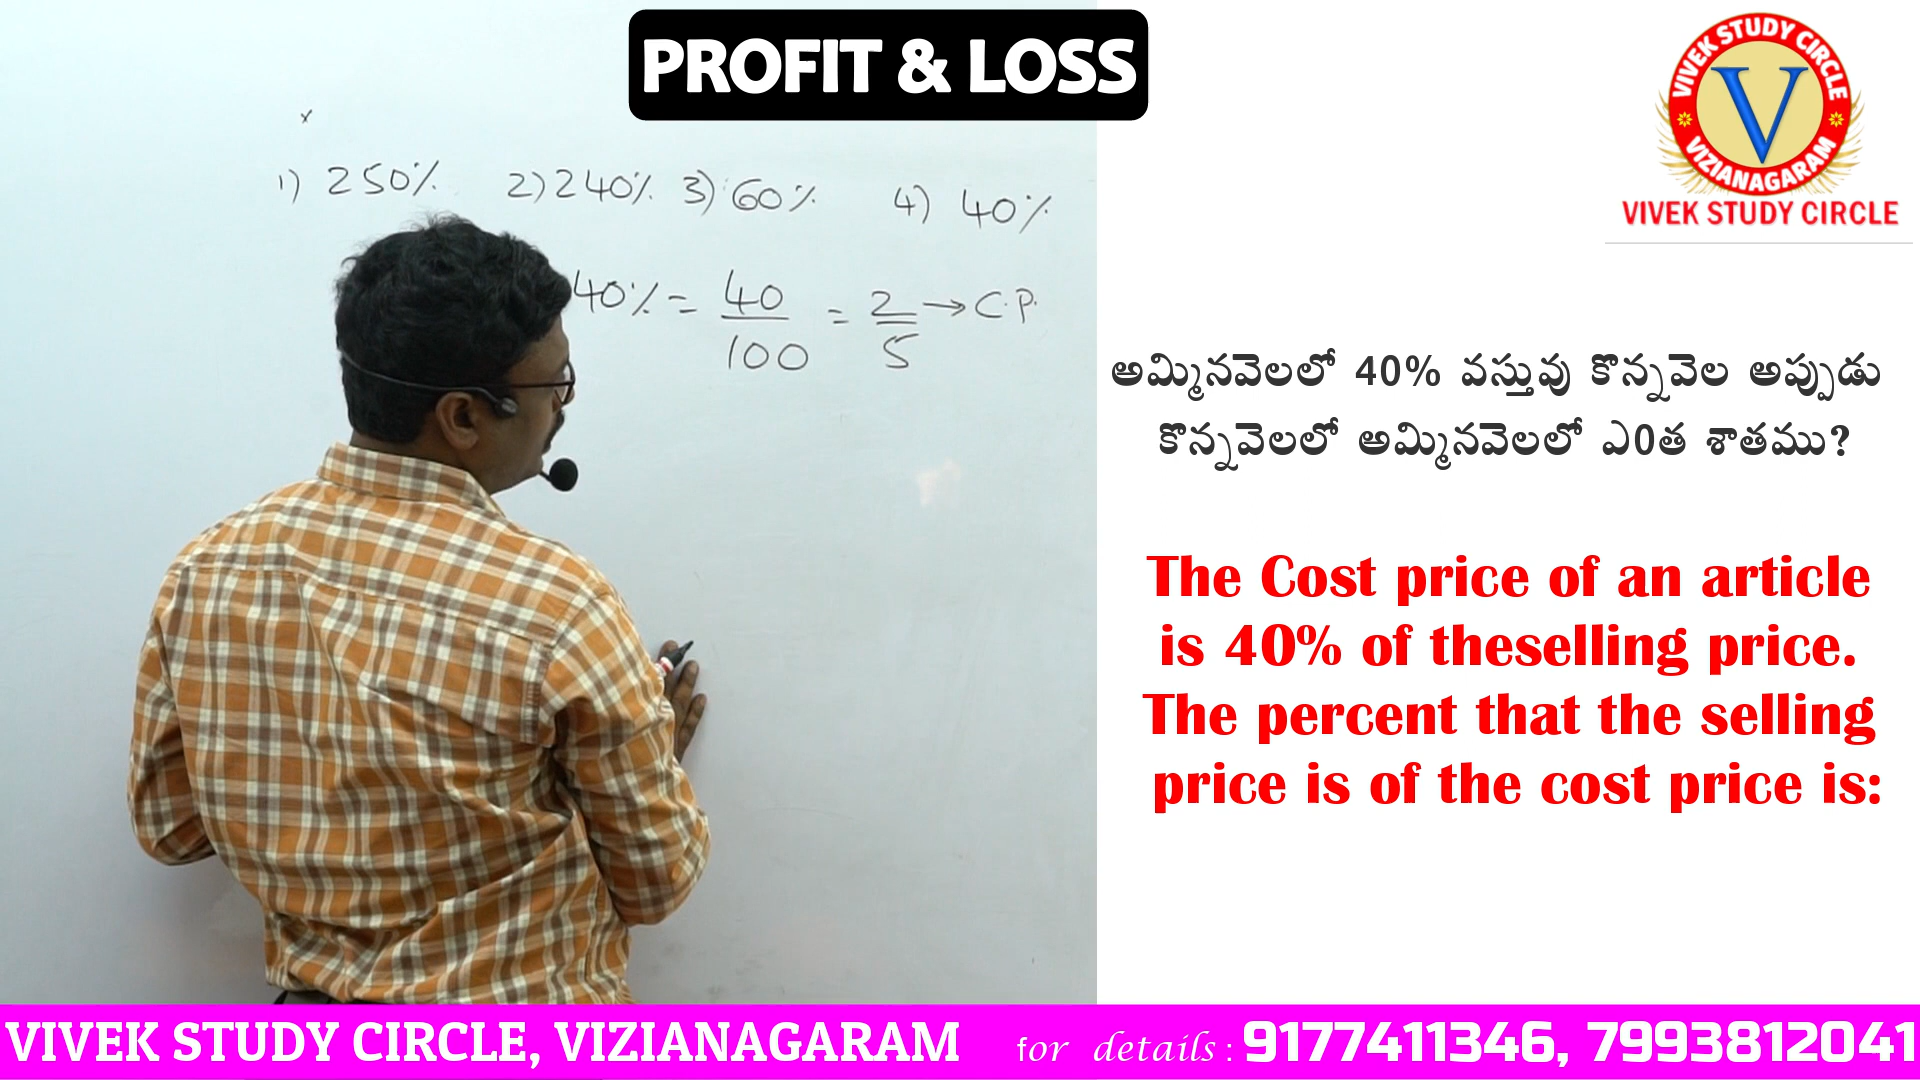 PROFIT & LOSS
VIVEK STUDY CIRCLE
V
VIZIANAGARAM
VIVEK STUDY CIRCLE
1) 250% 2) 240% 3) 60% 4) 40%
40% = 40/100 = 2/5 → C.P.
అమ్మినవెలలో 40% వస్తువు కొన్నవెల అప్పుడు
కొన్నవెలలో అమ్మినవెలలో ఎ0త శాతము?
The Cost price of an article
is 40% of theselling price.
The percent that the selling
price is of the cost price is:
VIVEK STUDY CIRCLE, VIZIANAGARAM for details : 9177411346, 7993812041